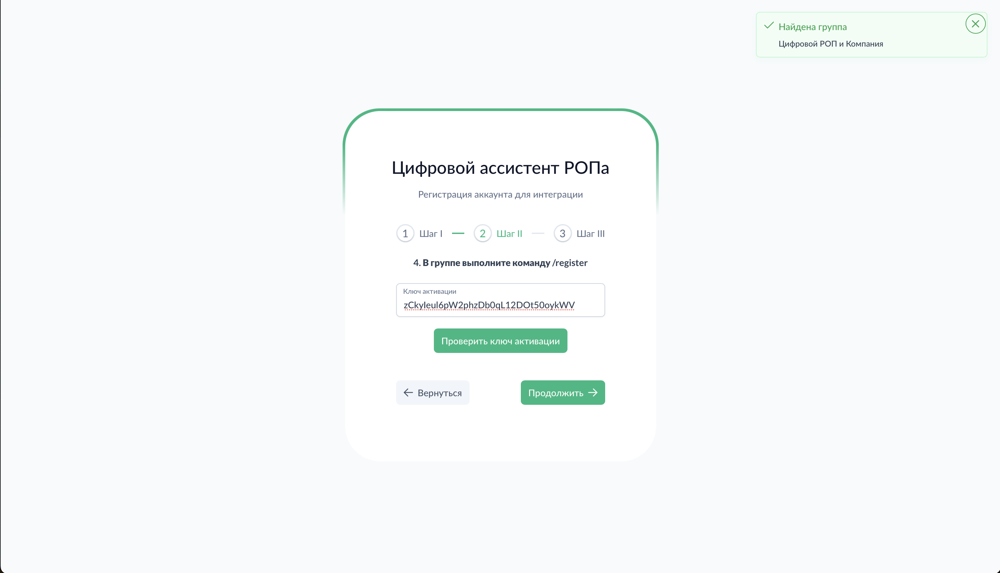 Найдена группа
Цифровой РОП и Компания
Цифровой ассистент РОПа
Регистрация аккаунта для интеграции
1 Шаг I 2 Шаг II 3 Шаг III
4. В группе выполните команду /register
Ключ активации
zCkyIeul6pW2phzDb0qL12DOt50oykWV
Проверить ключ активации
Вернуться Продолжить